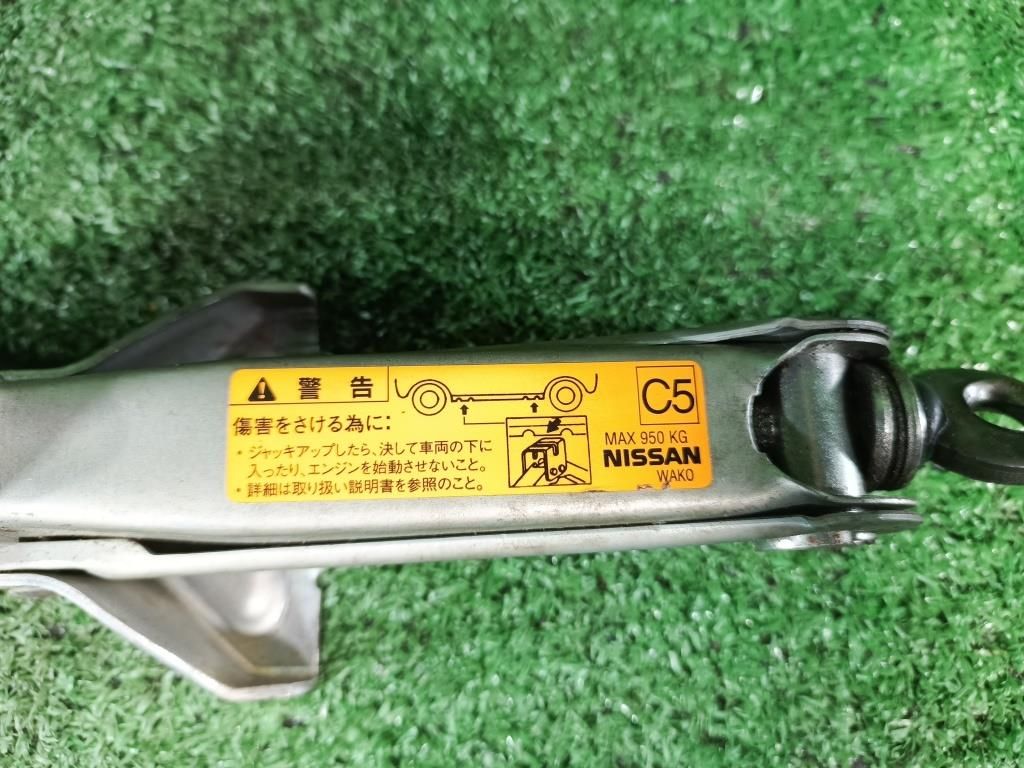 警告
傷害をさける為に:
・ジャッキアップしたら、決して車両の下に
入ったり、エンジンを始動させないこと。
・詳細は取り扱い説明書を参照のこと。
C5
MAX 950 KG
NISSAN
WAKO